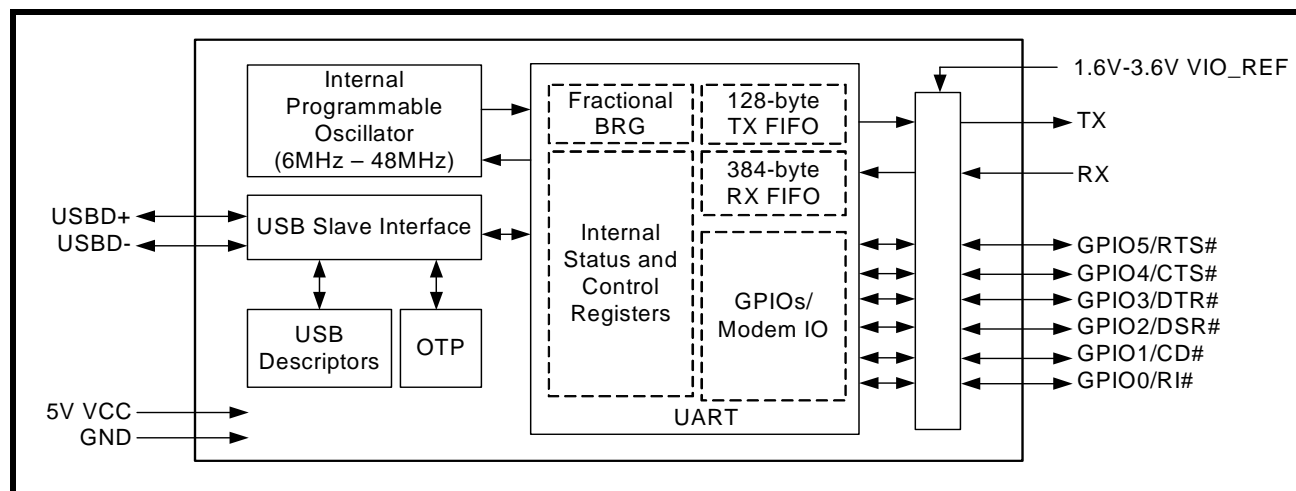 Internal
Programmable
Oscillator
(6MHz – 48MHz)
USBD+
USBD-
USB Slave Interface
USB
Descriptors
OTP
5V VCC
GND
Fractional
BRG
128-byte
TX FIFO
384-byte
RX FIFO
Internal
Status and
Control
Registers
GPIOs/
Modem IO
UART
1.6V-3.6V VIO_REF
TX
RX
GPIO5/RTS#
GPIO4/CTS#
GPIO3/DTR#
GPIO2/DSR#
GPIO1/CD#
GPIO0/RI#